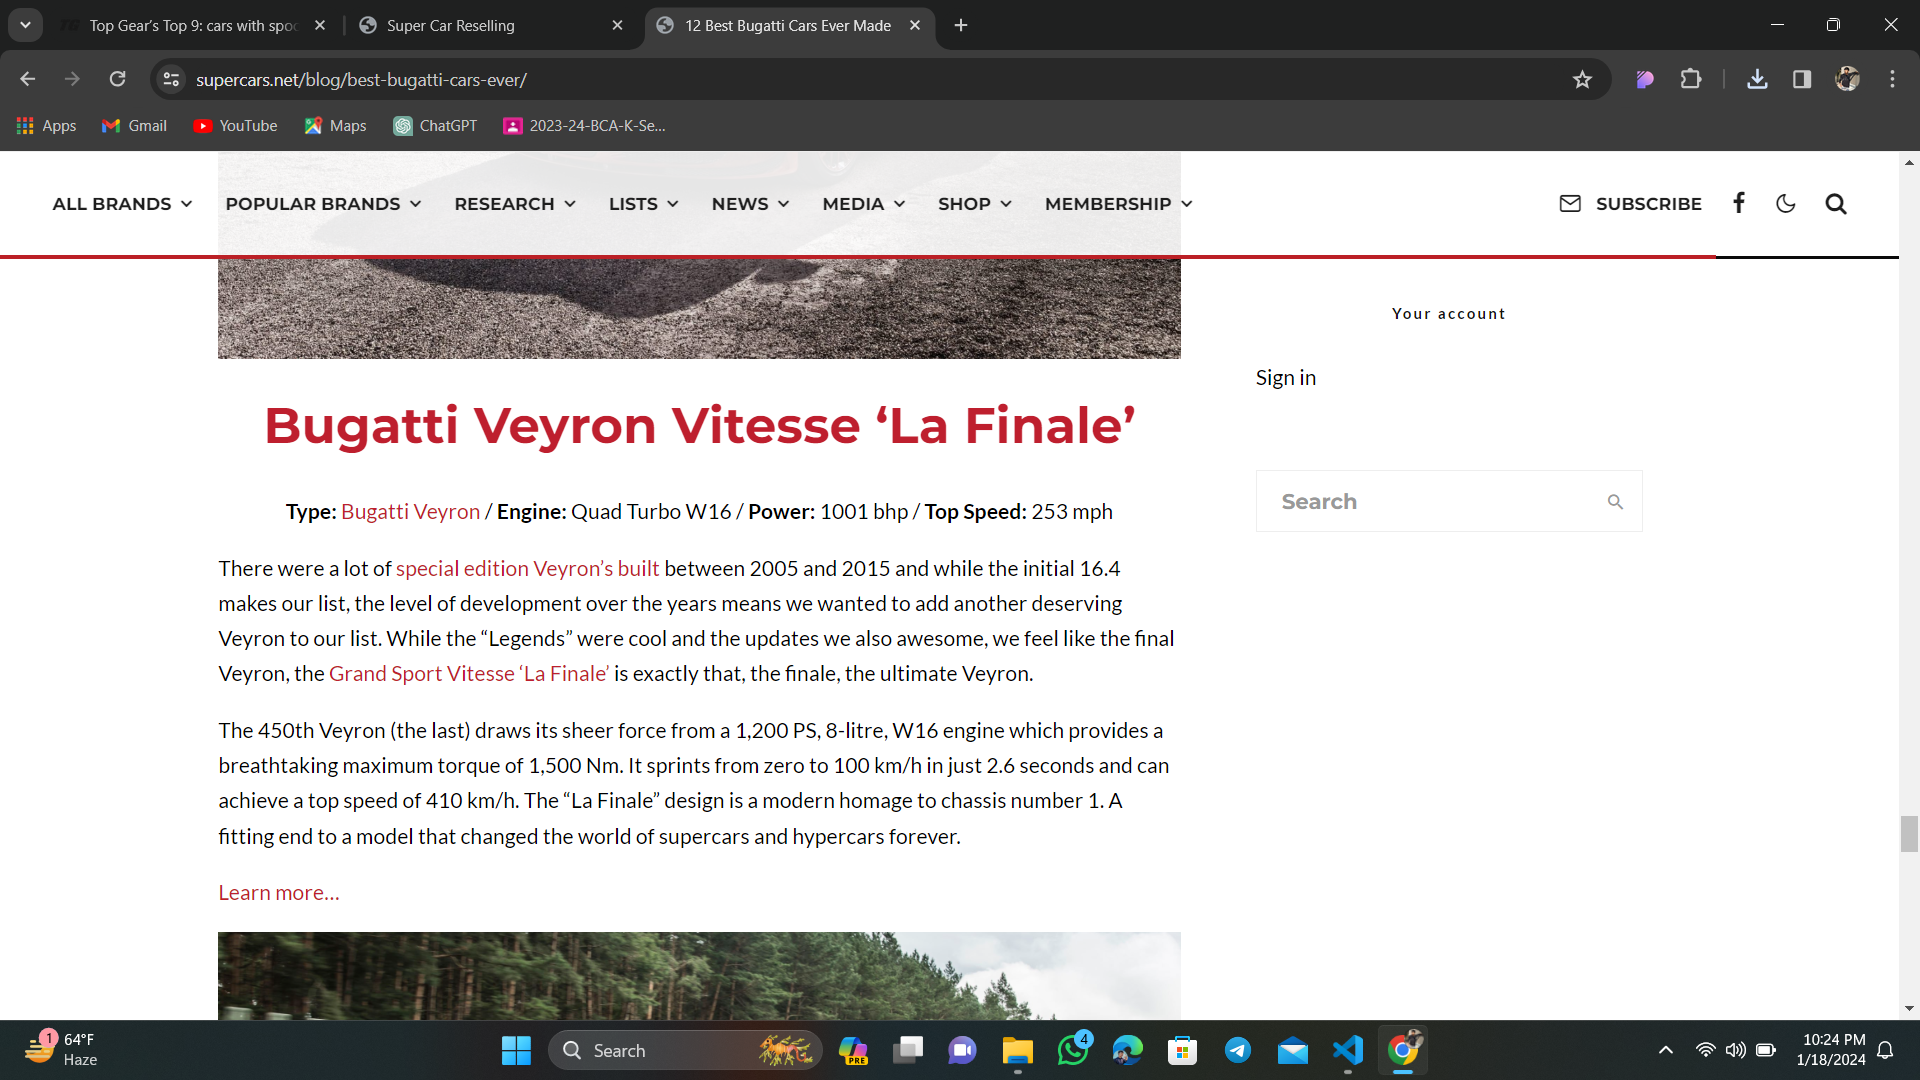 Top Gear's Top 9: cars with spoo
Super Car Reselling
12 Best Bugatti Cars Ever Made
supercars.net/blog/best-bugatti-cars-ever/
Apps
Gmail
YouTube
Maps
ChatGPT
2023-24-BCA-K-Se...
ALL BRANDS
POPULAR BRANDS
RESEARCH
LISTS
NEWS
MEDIA
SHOP
MEMBERSHIP
SUBSCRIBE
Your account
Sign in
Search
Bugatti Veyron Vitesse ‘La Finale’
Type: Bugatti Veyron / Engine: Quad Turbo W16 / Power: 1001 bhp / Top Speed: 253 mph
There were a lot of special edition Veyron’s built between 2005 and 2015 and while the initial 16.4
makes our list, the level of development over the years means we wanted to add another deserving
Veyron to our list. While the “Legends” were cool and the updates we also awesome, we feel like the final
Veyron, the Grand Sport Vitesse ‘La Finale’ is exactly that, the finale, the ultimate Veyron.
The 450th Veyron (the last) draws its sheer force from a 1,200 PS, 8-litre, W16 engine which provides a
breathtaking maximum torque of 1,500 Nm. It sprints from zero to 100 km/h in just 2.6 seconds and can
achieve a top speed of 410 km/h. The “La Finale” design is a modern homage to chassis number 1. A
fitting end to a model that changed the world of supercars and hypercars forever.
Learn more…
1
64°F
Haze
Search
PRE
4
10:24 PM
1/18/2024